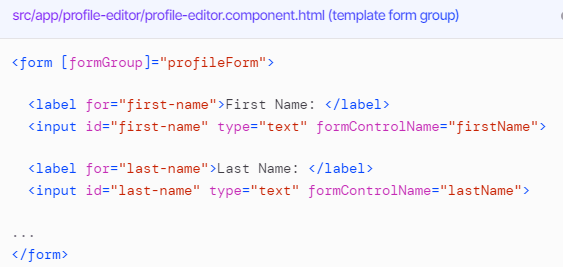 src/app/profile-editor/profile-editor.component.html (template form group)
<form [formGroup]="profileForm">
<label for="first-name">First Name: </label>
<input id="first-name" type="text" formControlName="firstName">
<label for="last-name">Last Name: </label>
<input id="last-name" type="text" formControlName="lastName">
...
</form>